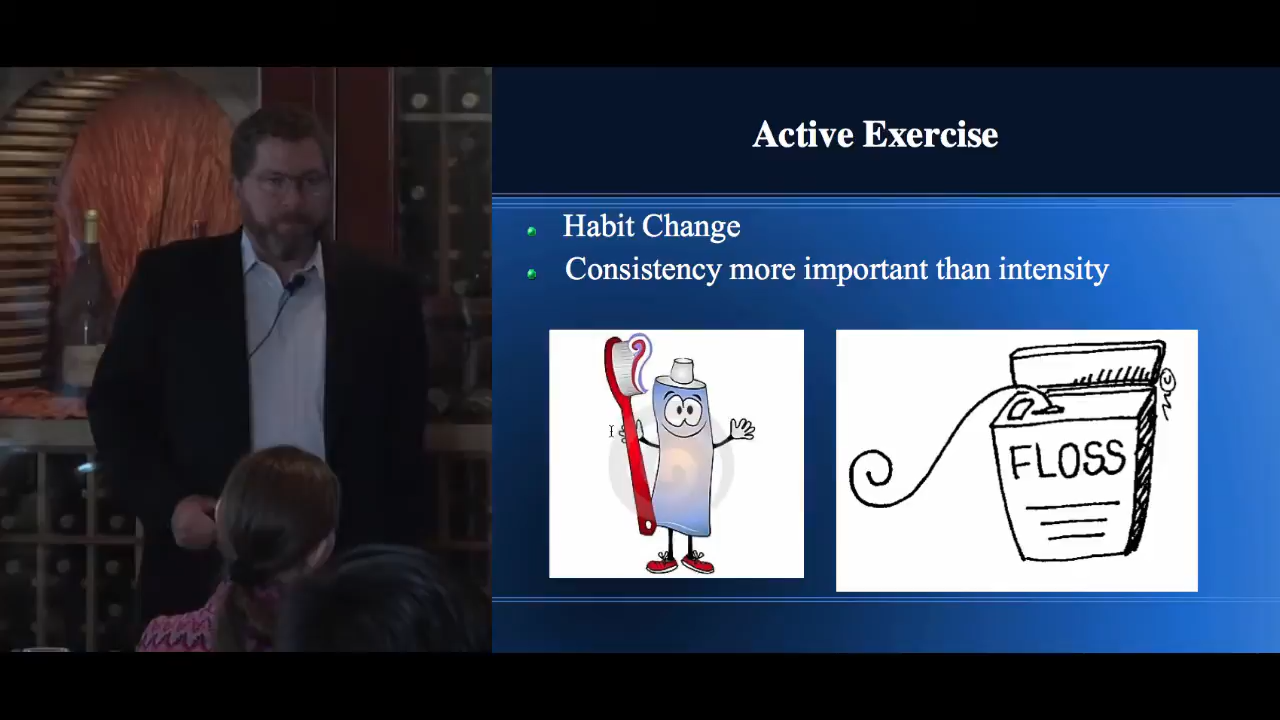 Active Exercise
Habit Change
Consistency more important than intensity
FLOSS